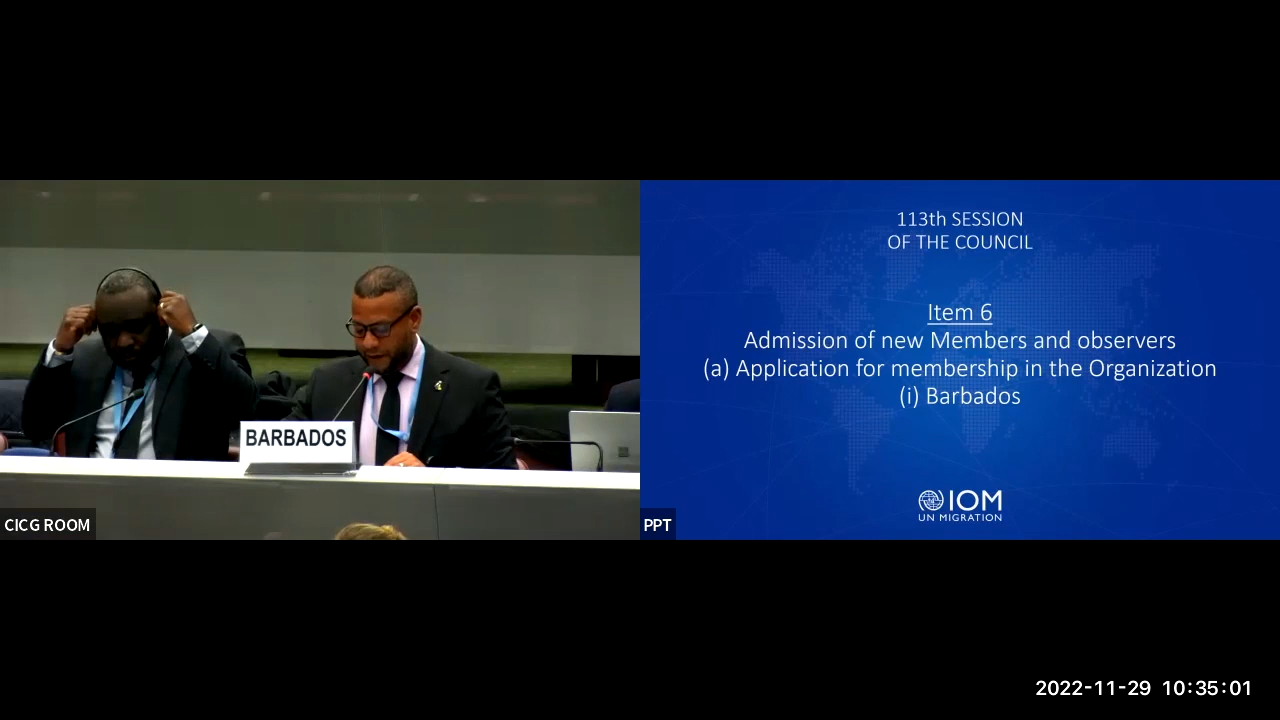 BARBADOS
CICG ROOM
113th SESSION
OF THE COUNCIL
Item 6
Admission of new Members and observers
(a) Application for membership in the Organization
(i) Barbados
IOM
UN MIGRATION
PPT
2022-11-29 10:35:01